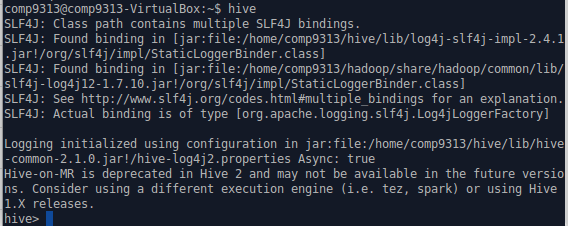 comp9313@comp9313-VirtualBox:~$ hive
SLF4J: Class path contains multiple SLF4J bindings.
SLF4J: Found binding in [jar:file:/home/comp9313/hive/lib/log4j-slf4j-impl-2.4.1
.jar!/org/slf4j/impl/StaticLoggerBinder.class]
SLF4J: Found binding in [jar:file:/home/comp9313/hadoop/share/hadoop/common/lib/
slf4j-log4j12-1.7.10.jar!/org/slf4j/impl/StaticLoggerBinder.class]
SLF4J: See http://www.slf4j.org/codes.html#multiple_bindings for an explanation.
SLF4J: Actual binding is of type [org.apache.logging.slf4j.Log4jLoggerFactory]

Logging initialized using configuration in jar:file:/home/comp9313/hive/lib/hive
-common-2.1.0.jar!/hive-log4j2.properties Async: true
Hive-on-MR is deprecated in Hive 2 and may not be available in the future versio
ns. Consider using a different execution engine (i.e. tez, spark) or using Hive
1.X releases.
hive>